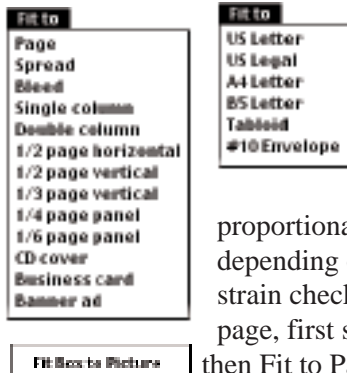 Fit to
Page
Spread
Bleed
Single column
Double column
1/2 page horizontal
1/2 page vertical
1/3 page vertical
1/4 page panel
1/6 page panel
CD cover
Business card
Banner ad
Fit to
US Letter
US Legal
A4 Letter
B5 Letter
Tabloid
#10 Envelope
proportiona
depending
strain check
page, first s
then Fit to Pa
Fit Box to Picture